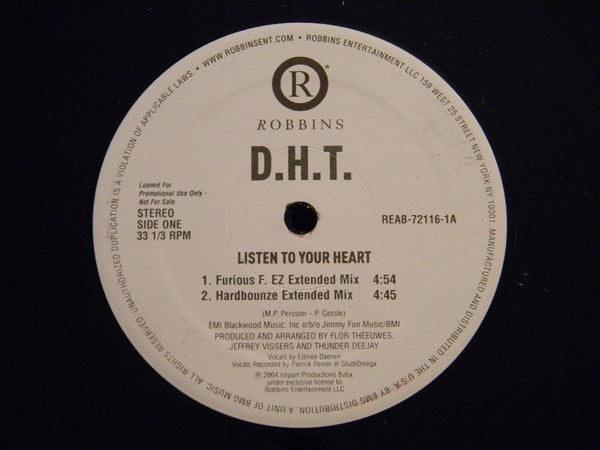 WWW.ROBBINSENT.COM • ROBBINS ENTERTAINMENT LLC 159 WEST 25 STREET NEW YORK NY 10001. MANUFACTURED AND DISTRIBUTED IN THE U.S.A. BY BMG DISTRIBUTION, A UNIT OF BMG MUSIC. ALL RIGHTS RESERVED. UNAUTHORIZED DUPLICATION IS A VIOLATION OF APPLICABLE LAWS. •
R
ROBBINS
D.H.T.
Loaned For
Promotional Use Only -
Not For Sale
STEREO
SIDE ONE
33 1/3 RPM
REAB-72116-1A
LISTEN TO YOUR HEART
1. Furious F. EZ Extended Mix 4:54
2. Hardbounze Extended Mix 4:45
(M.P. Persson – P. Gessle)
EMI Blackwood Music, Inc o/b/o Jimmy Fun Music/BMI
PRODUCED AND ARRANGED BY FLOR THEEUWES,
JEFFREY VISSERS AND THUNDER DEEJAY
Vocals by Edmée Daenen
Vocals Recorded by Patrick Renier @ StudiOmega
℗ 2004 Impart Productions Bvba,
under exclusive license to
Robbins Entertainment LLC